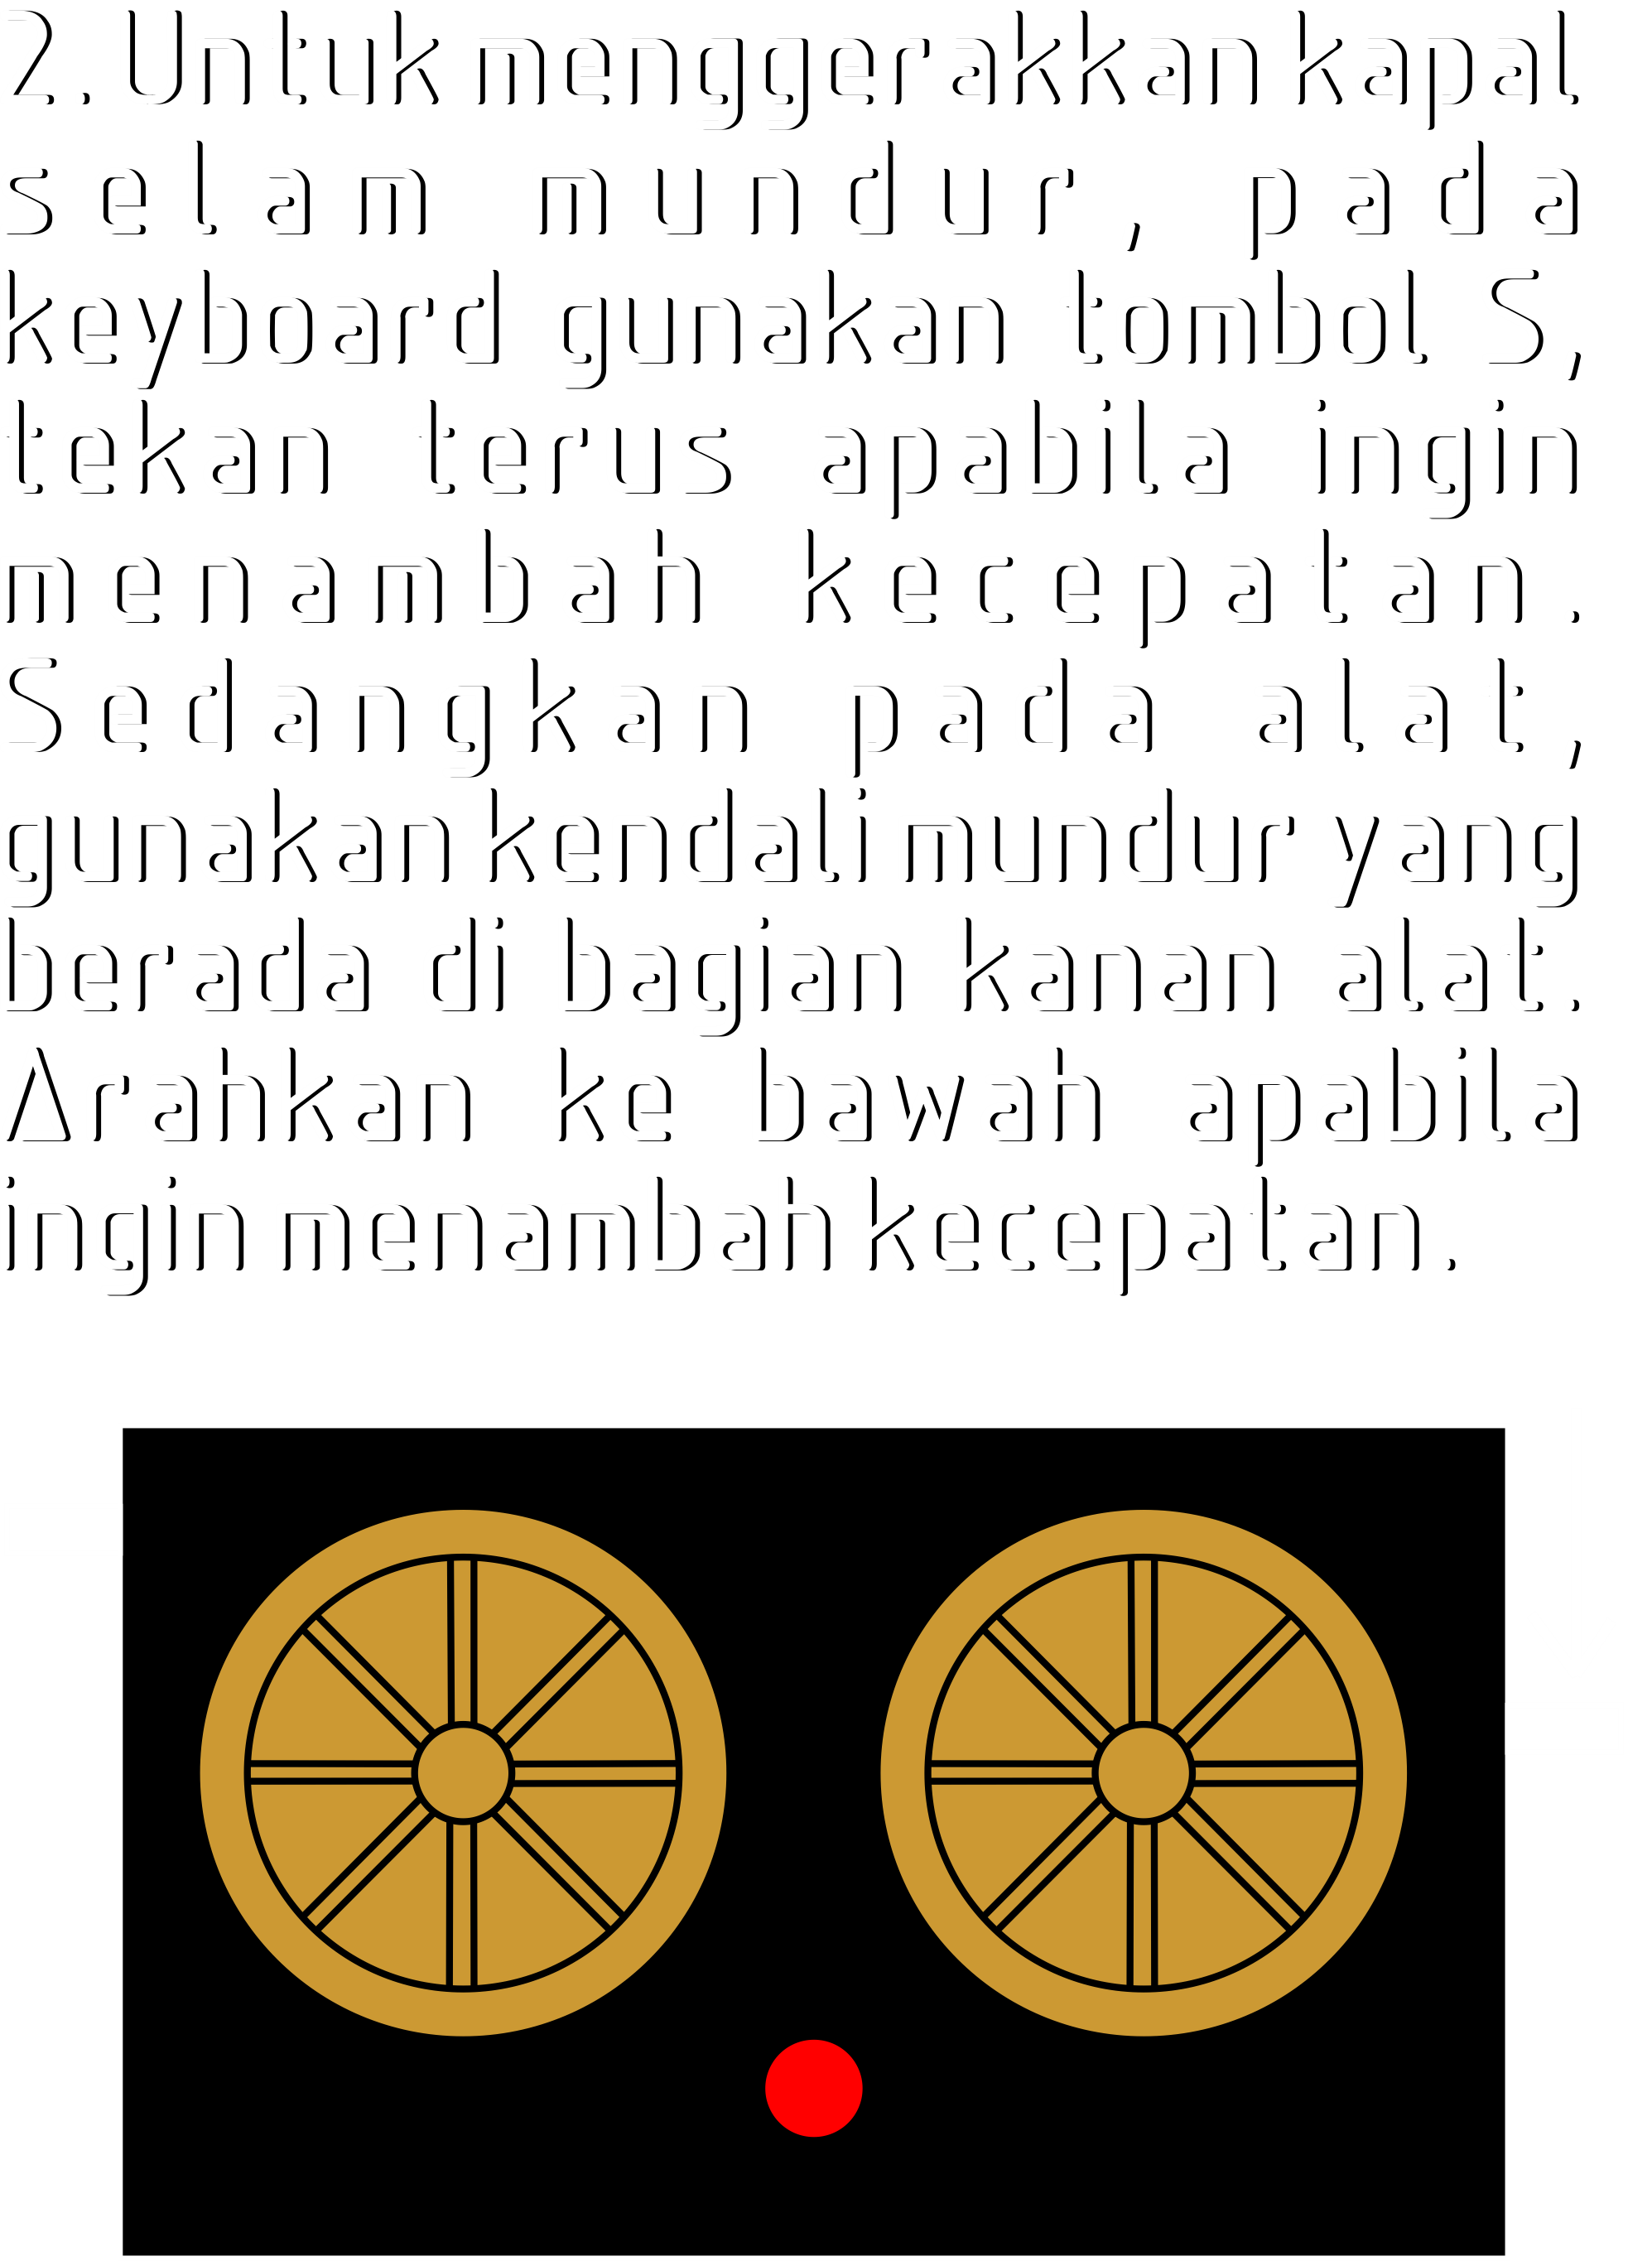 2. Untuk menggerakkan kapal
selam mundur, pada
keyboard gunakan tombol S,
tekan terus apabila ingin
menambah kecepatan.
Sedangkan pada alat,
gunakan kendali mundur yang
berada di bagian kanan alat.
Arahkan ke bawah apabila
ingin menambah kecepatan.